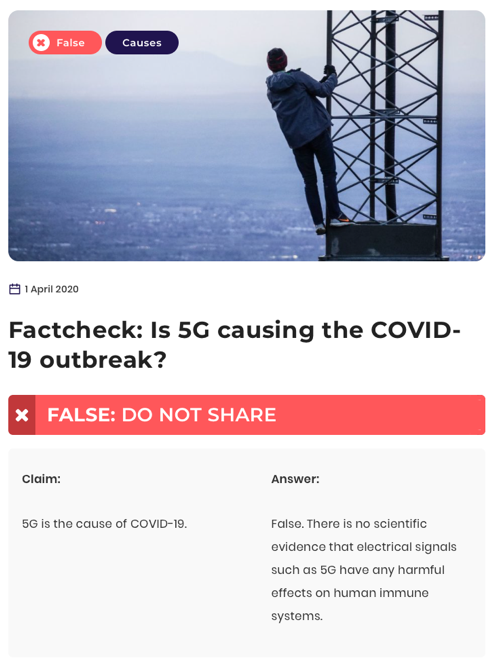 False
Causes
1 April 2020
Factcheck: Is 5G causing the COVID-
19 outbreak?
FALSE: DO NOT SHARE
Claim:
5G is the cause of COVID-19.
Answer:
False. There is no scientific
evidence that electrical signals
such as 5G have any harmful
effects on human immune
systems.